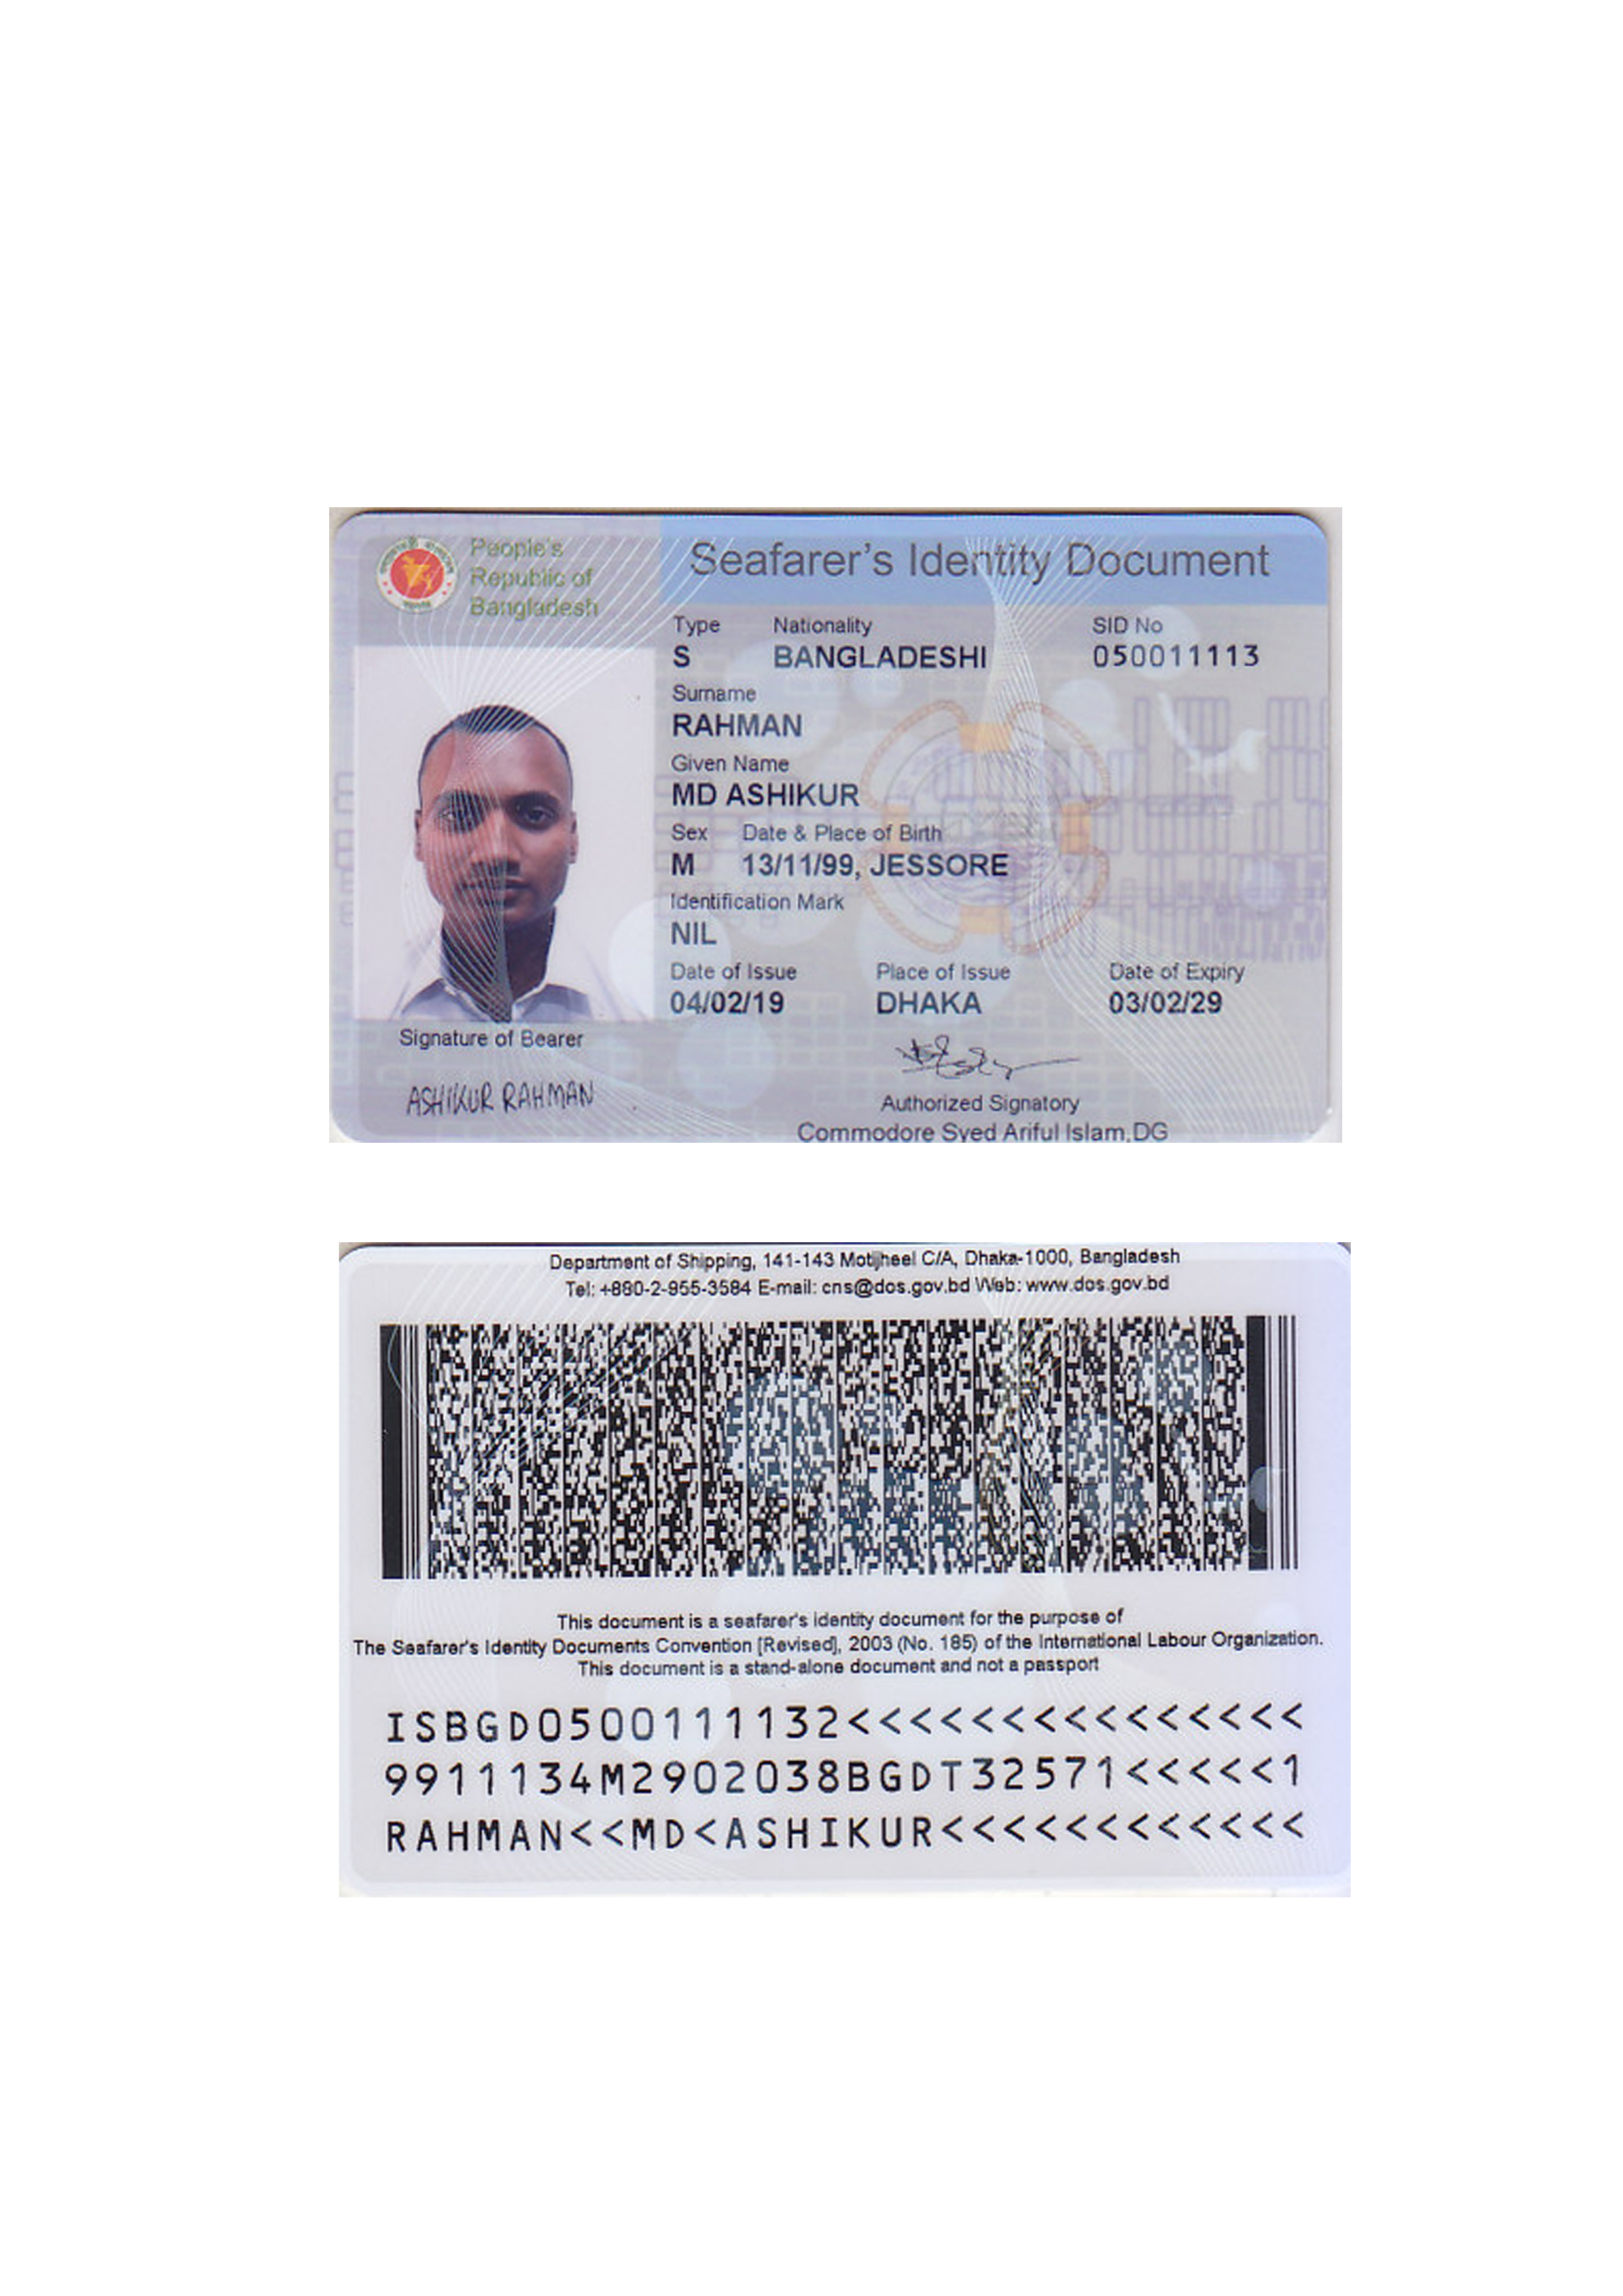 People's
Republic of
Bangladesh
Seafarer's Identity Document
Type Nationality SID No
S BANGLADESHI 050011113
Surname
RAHMAN
Given Name
MD ASHIKUR
Sex Date & Place of Birth
M 13/11/99, JESSORE
Identification Mark
NIL
Date of Issue Place of Issue Date of Expiry
04/02/19 DHAKA 03/02/29
Signature of Bearer
ASHIKUR RAHMAN
Authorized Signatory
Commodore Syed Ariful Islam,DG
Department of Shipping, 141-143 Motijheel C/A, Dhaka-1000, Bangladesh
Tel: +880-2-955-3584 E-mail: cns@dos.gov.bd Web: www.dos.gov.bd
This document is a seafarer's identity document for the purpose of
The Seafarer's Identity Documents Convention [Revised], 2003 (No. 185) of the International Labour Organization.
This document is a stand-alone document and not a passport
ISBGD0500111132<<<<<<<<<<<<<<<
9911134M2902038BGDT32571<<<<<1
RAHMAN<<MD<ASHIKUR<<<<<<<<<<<<